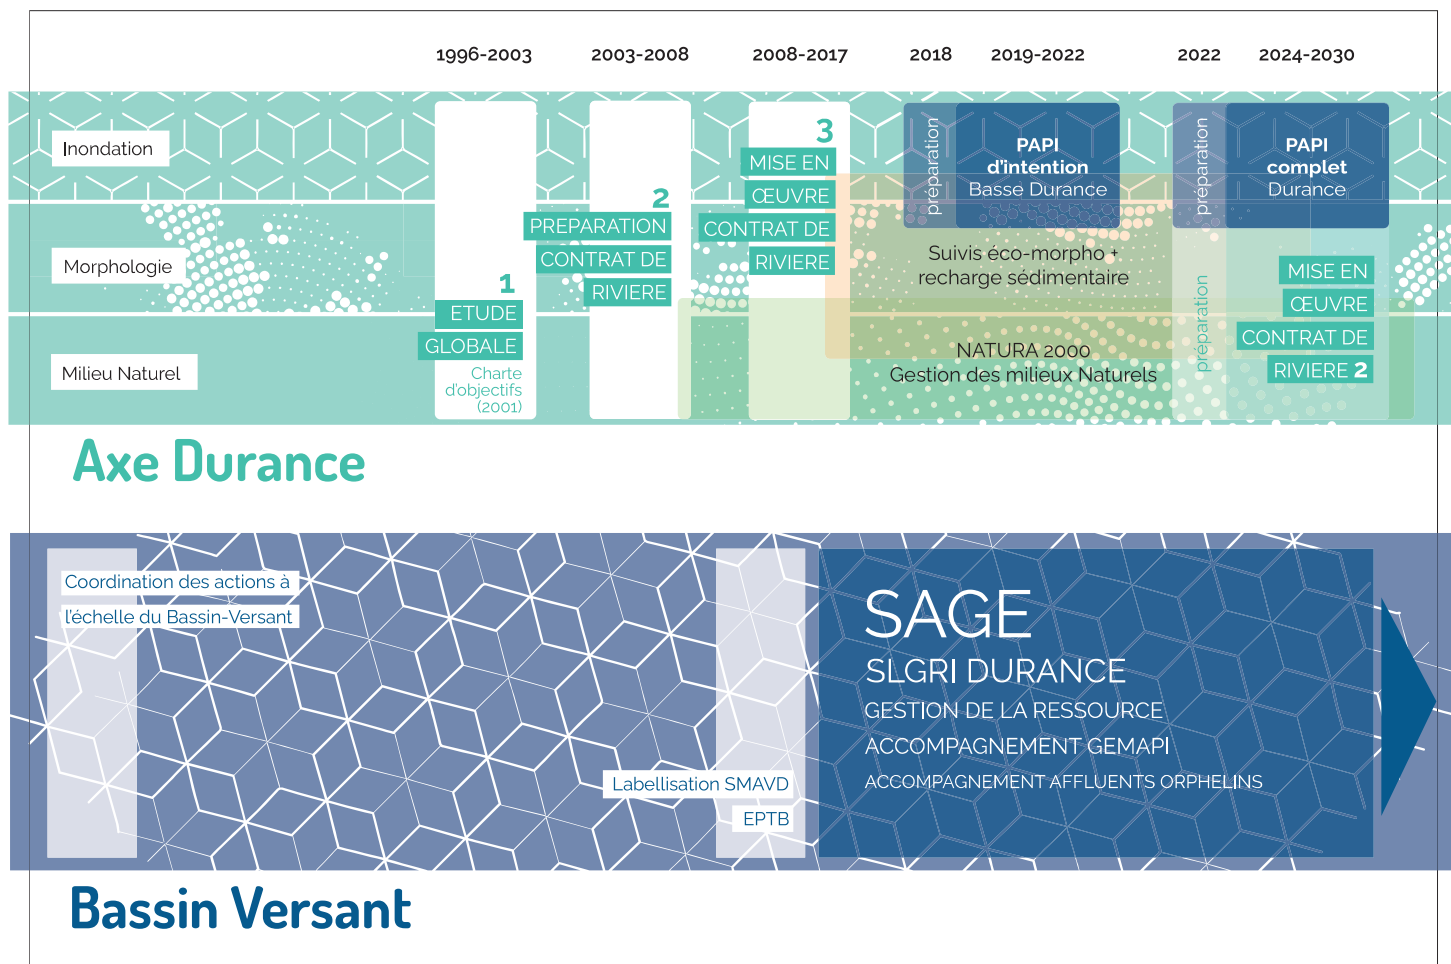 1996-2003
2003-2008
2008-2017
2018
2019-2022
2022
2024-2030
Inondation
Morphologie
Milieu Naturel
1
ETUDE
GLOBALE
Charte
d'objectifs
(2001)
2
PREPARATION
CONTRAT DE
RIVIERE
3
MISE EN
ŒUVRE
CONTRAT DE
RIVIERE
préparation
PAPI
d'intention
Basse Durance
Suivis éco-morpho +
recharge sédimentaire
NATURA 2000
Gestion des milieux Naturels
préparation
PAPI
complet
Durance
préparation
MISE EN
ŒUVRE
CONTRAT DE
RIVIERE 2
Axe Durance
Coordination des actions à
l'échelle du Bassin-Versant
Labellisation SMAVD
EPTB
SAGE
SLGRI DURANCE
GESTION DE LA RESSOURCE
ACCOMPAGNEMENT GEMAPI
ACCOMPAGNEMENT AFFLUENTS ORPHELINS
Bassin Versant